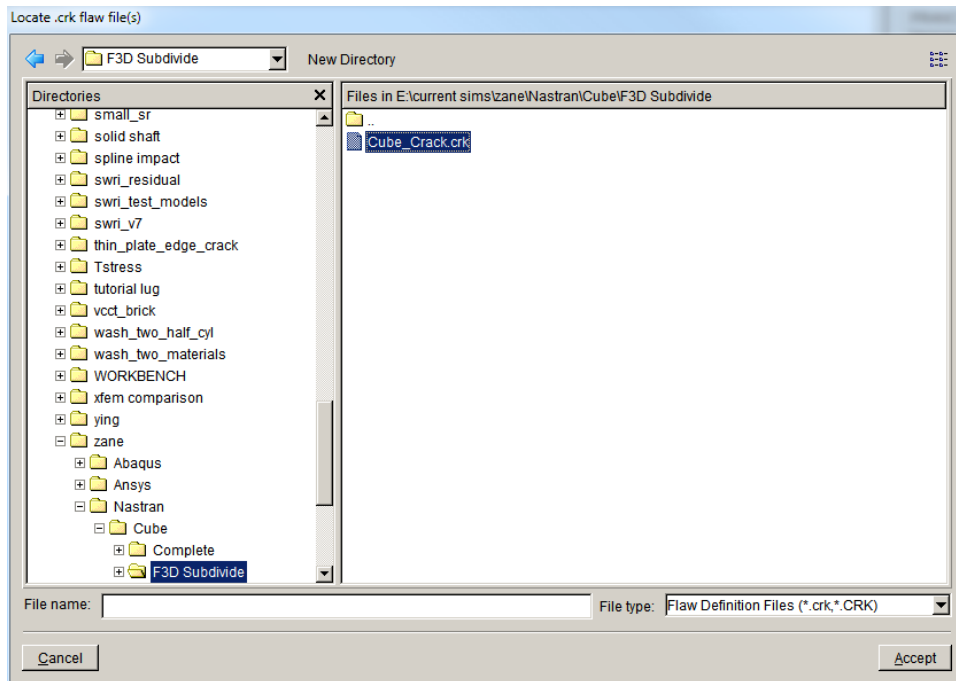 Locate .crk flaw file(s)
F3D Subdivide
New Directory
Directories
X
Files in E:\current sims\zane\Nastran\Cube\F3D Subdivide
small_sr
solid shaft
spline impact
swri_residual
swri_test_models
swri_v7
thin_plate_edge_crack
Tstress
tutorial lug
vcct_brick
wash_two_half_cyl
wash_two_materials
WORKBENCH
xfem comparison
ying
zane
Abaqus
Ansys
Nastran
Cube
Complete
F3D Subdivide
..
Cube_Crack.crk
File name:
File type: Flaw Definition Files (*.crk,*.CRK)
Cancel
Accept